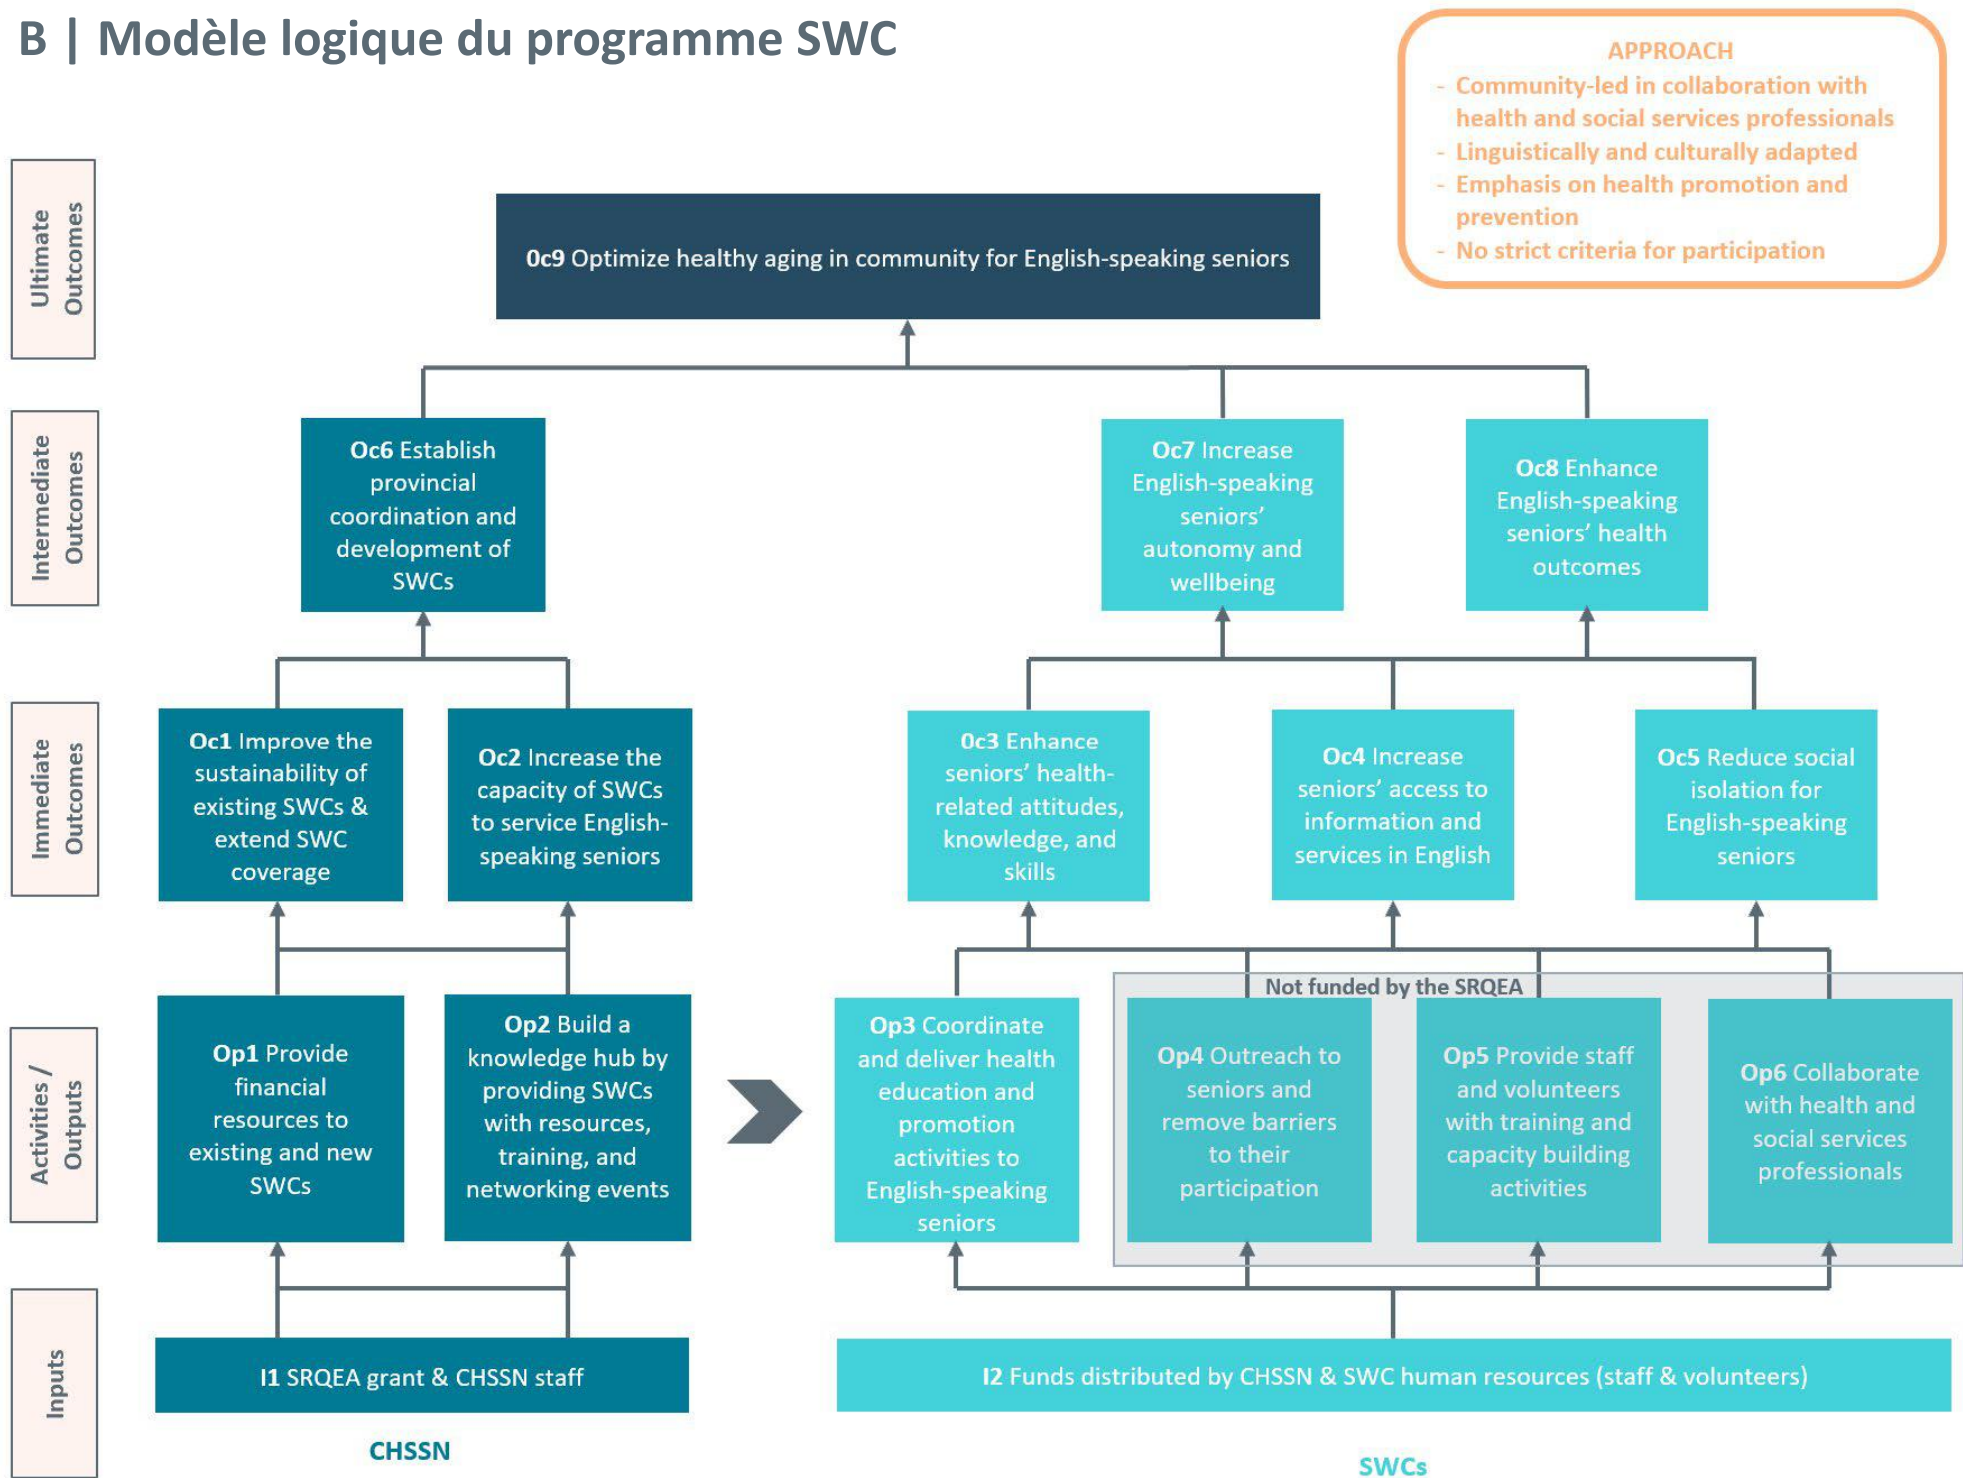 B | Modèle logique du programme SWC
APPROACH
- Community-led in collaboration with
health and social services professionals
- Linguistically and culturally adapted
- Emphasis on health promotion and
prevention
- No strict criteria for participation
Ultimate
Outcomes
0c9 Optimize healthy aging in community for English-speaking seniors
Intermediate
Outcomes
Oc6 Establish
provincial
coordination and
development of
SWCs
Oc7 Increase
English-speaking
seniors’
autonomy and
wellbeing
Oc8 Enhance
English-speaking
seniors’ health
outcomes
Immediate
Outcomes
Oc1 Improve the
sustainability of
existing SWCs &
extend SWC
coverage
Oc2 Increase the
capacity of SWCs
to service English-
speaking seniors
0c3 Enhance
seniors’ health-
related attitudes,
knowledge, and
skills
Oc4 Increase
seniors’ access to
information and
services in English
Oc5 Reduce social
isolation for
English-speaking
seniors
Activities /
Outputs
Op1 Provide
financial
resources to
existing and new
SWCs
Op2 Build a
knowledge hub by
providing SWCs
with resources,
training, and
networking events
Op3 Coordinate
and deliver health
education and
promotion
activities to
English-speaking
seniors
Not funded by the SRQEA
Op4 Outreach to
seniors and
remove barriers
to their
participation
Op5 Provide staff
and volunteers
with training and
capacity building
activities
Op6 Collaborate
with health and
social services
professionals
Inputs
I1 SRQEA grant & CHSSN staff
I2 Funds distributed by CHSSN & SWC human resources (staff & volunteers)
CHSSN
SWCs